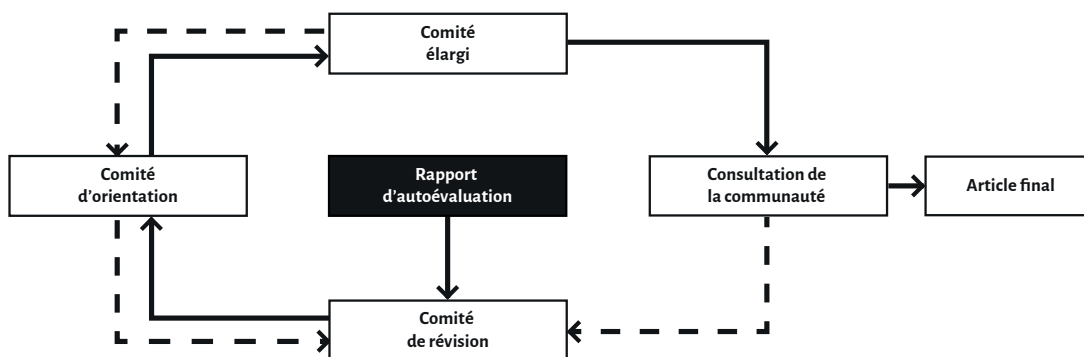 Comité
élargi
Comité
d'orientation
Rapport
d'autoévaluation
Consultation de
la communauté
Article final
Comité
de révision